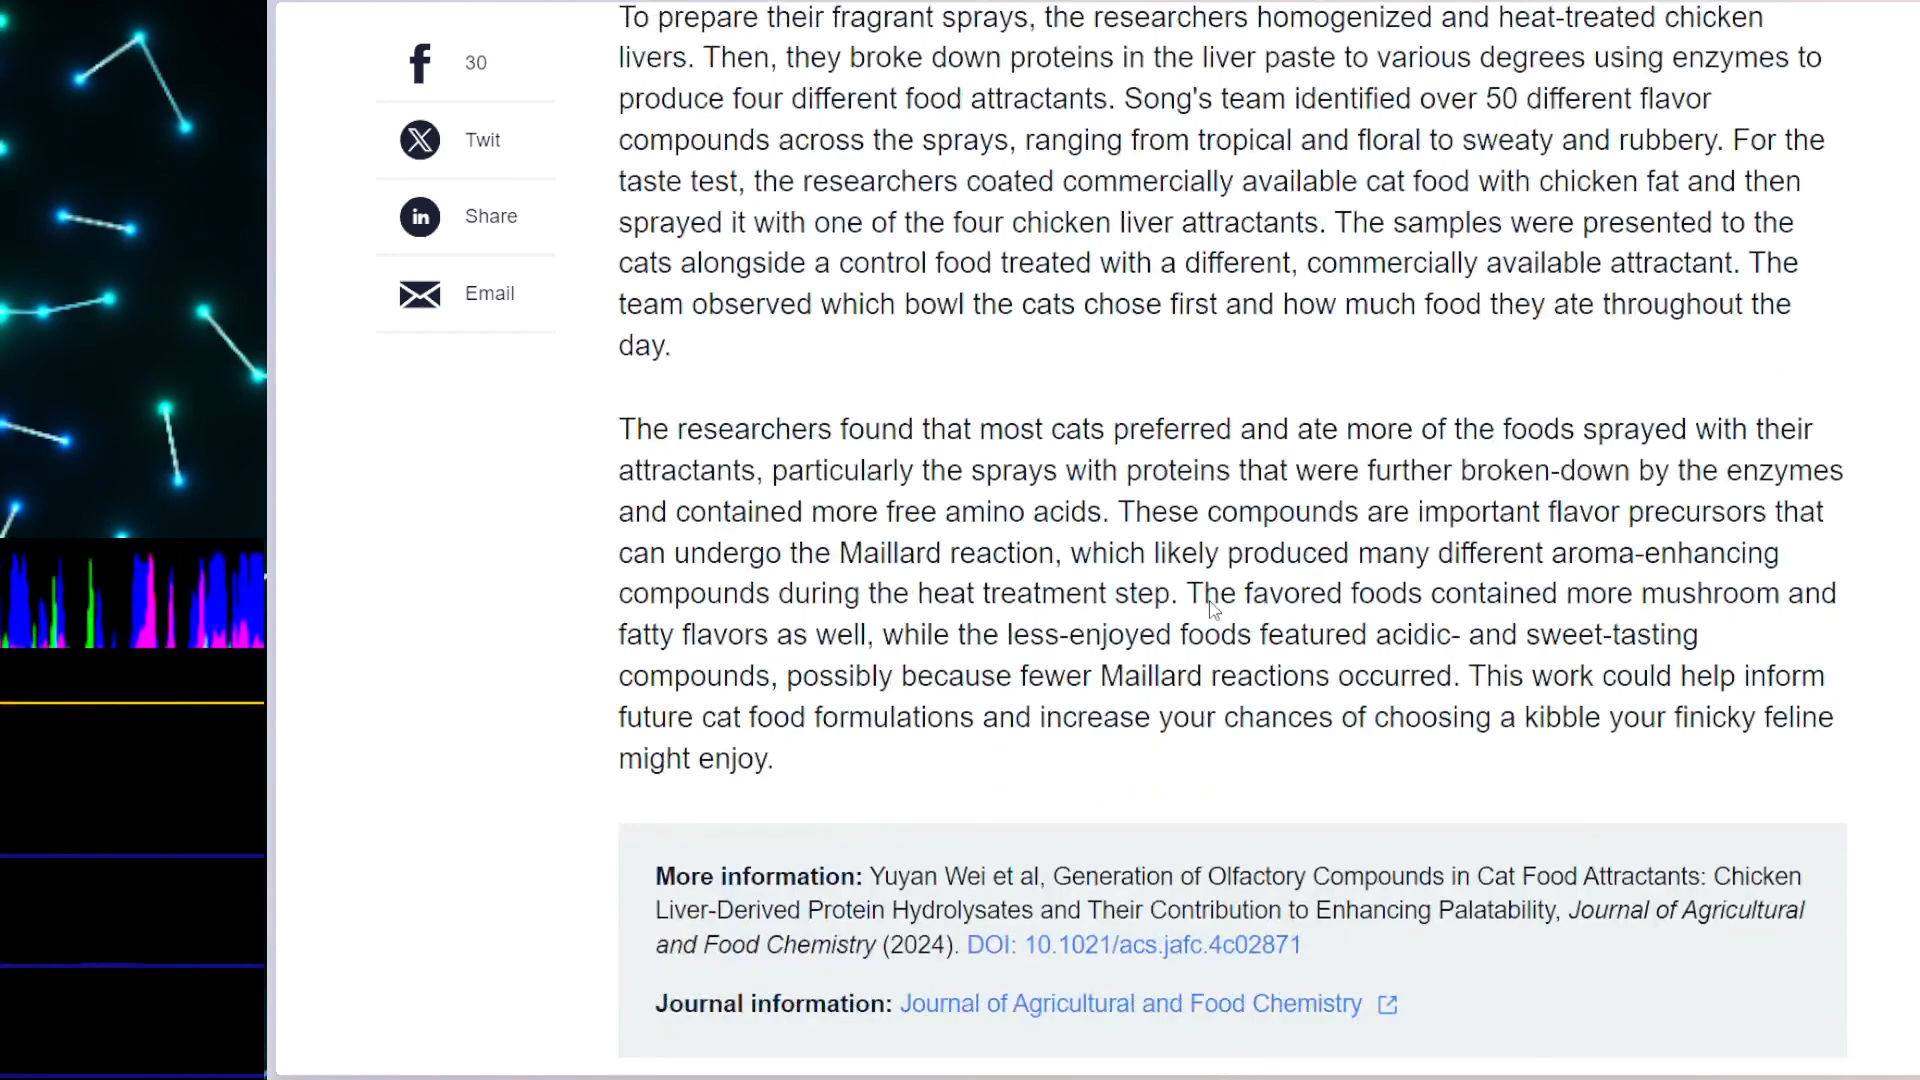 30
Twit
Share
Email
To prepare their fragrant sprays, the researchers homogenized and heat-treated chicken
livers. Then, they broke down proteins in the liver paste to various degrees using enzymes to
produce four different food attractants. Song's team identified over 50 different flavor
compounds across the sprays, ranging from tropical and floral to sweaty and rubbery. For the
taste test, the researchers coated commercially available cat food with chicken fat and then
sprayed it with one of the four chicken liver attractants. The samples were presented to the
cats alongside a control food treated with a different, commercially available attractant. The
team observed which bowl the cats chose first and how much food they ate throughout the
day.
The researchers found that most cats preferred and ate more of the foods sprayed with their
attractants, particularly the sprays with proteins that were further broken-down by the enzymes
and contained more free amino acids. These compounds are important flavor precursors that
can undergo the Maillard reaction, which likely produced many different aroma-enhancing
compounds during the heat treatment step. The favored foods contained more mushroom and
fatty flavors as well, while the less-enjoyed foods featured acidic- and sweet-tasting
compounds, possibly because fewer Maillard reactions occurred. This work could help inform
future cat food formulations and increase your chances of choosing a kibble your finicky feline
might enjoy.
More information: Yuyan Wei et al, Generation of Olfactory Compounds in Cat Food Attractants: Chicken
Liver-Derived Protein Hydrolysates and Their Contribution to Enhancing Palatability, Journal of Agricultural
and Food Chemistry (2024). DOI: 10.1021/acs.jafc.4c02871
Journal information: Journal of Agricultural and Food Chemistry